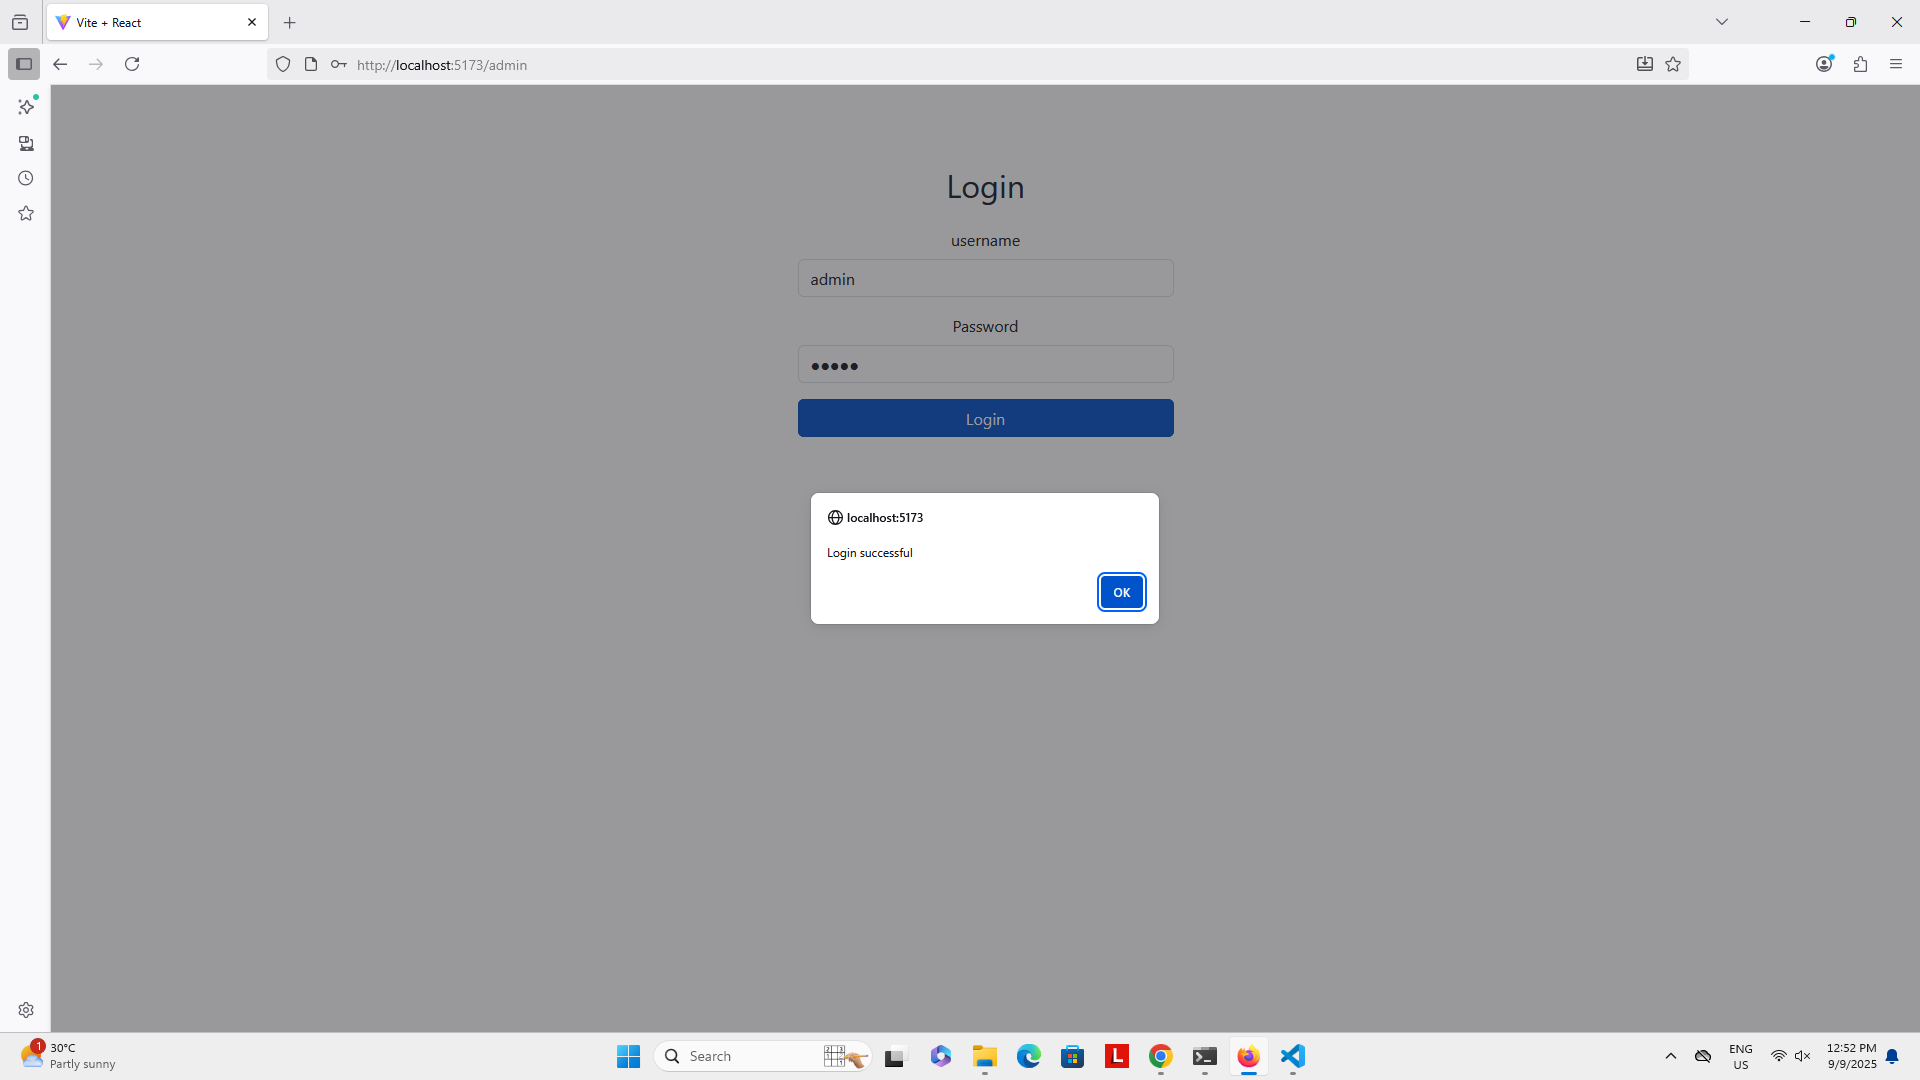 Vite + React
http://localhost:5173/admin
Login
username
admin
Password
Login
localhost:5173
Login successful
OK
1
30°C
Partly sunny
Search
L
ENG
US
12:52 PM
9/9/2025